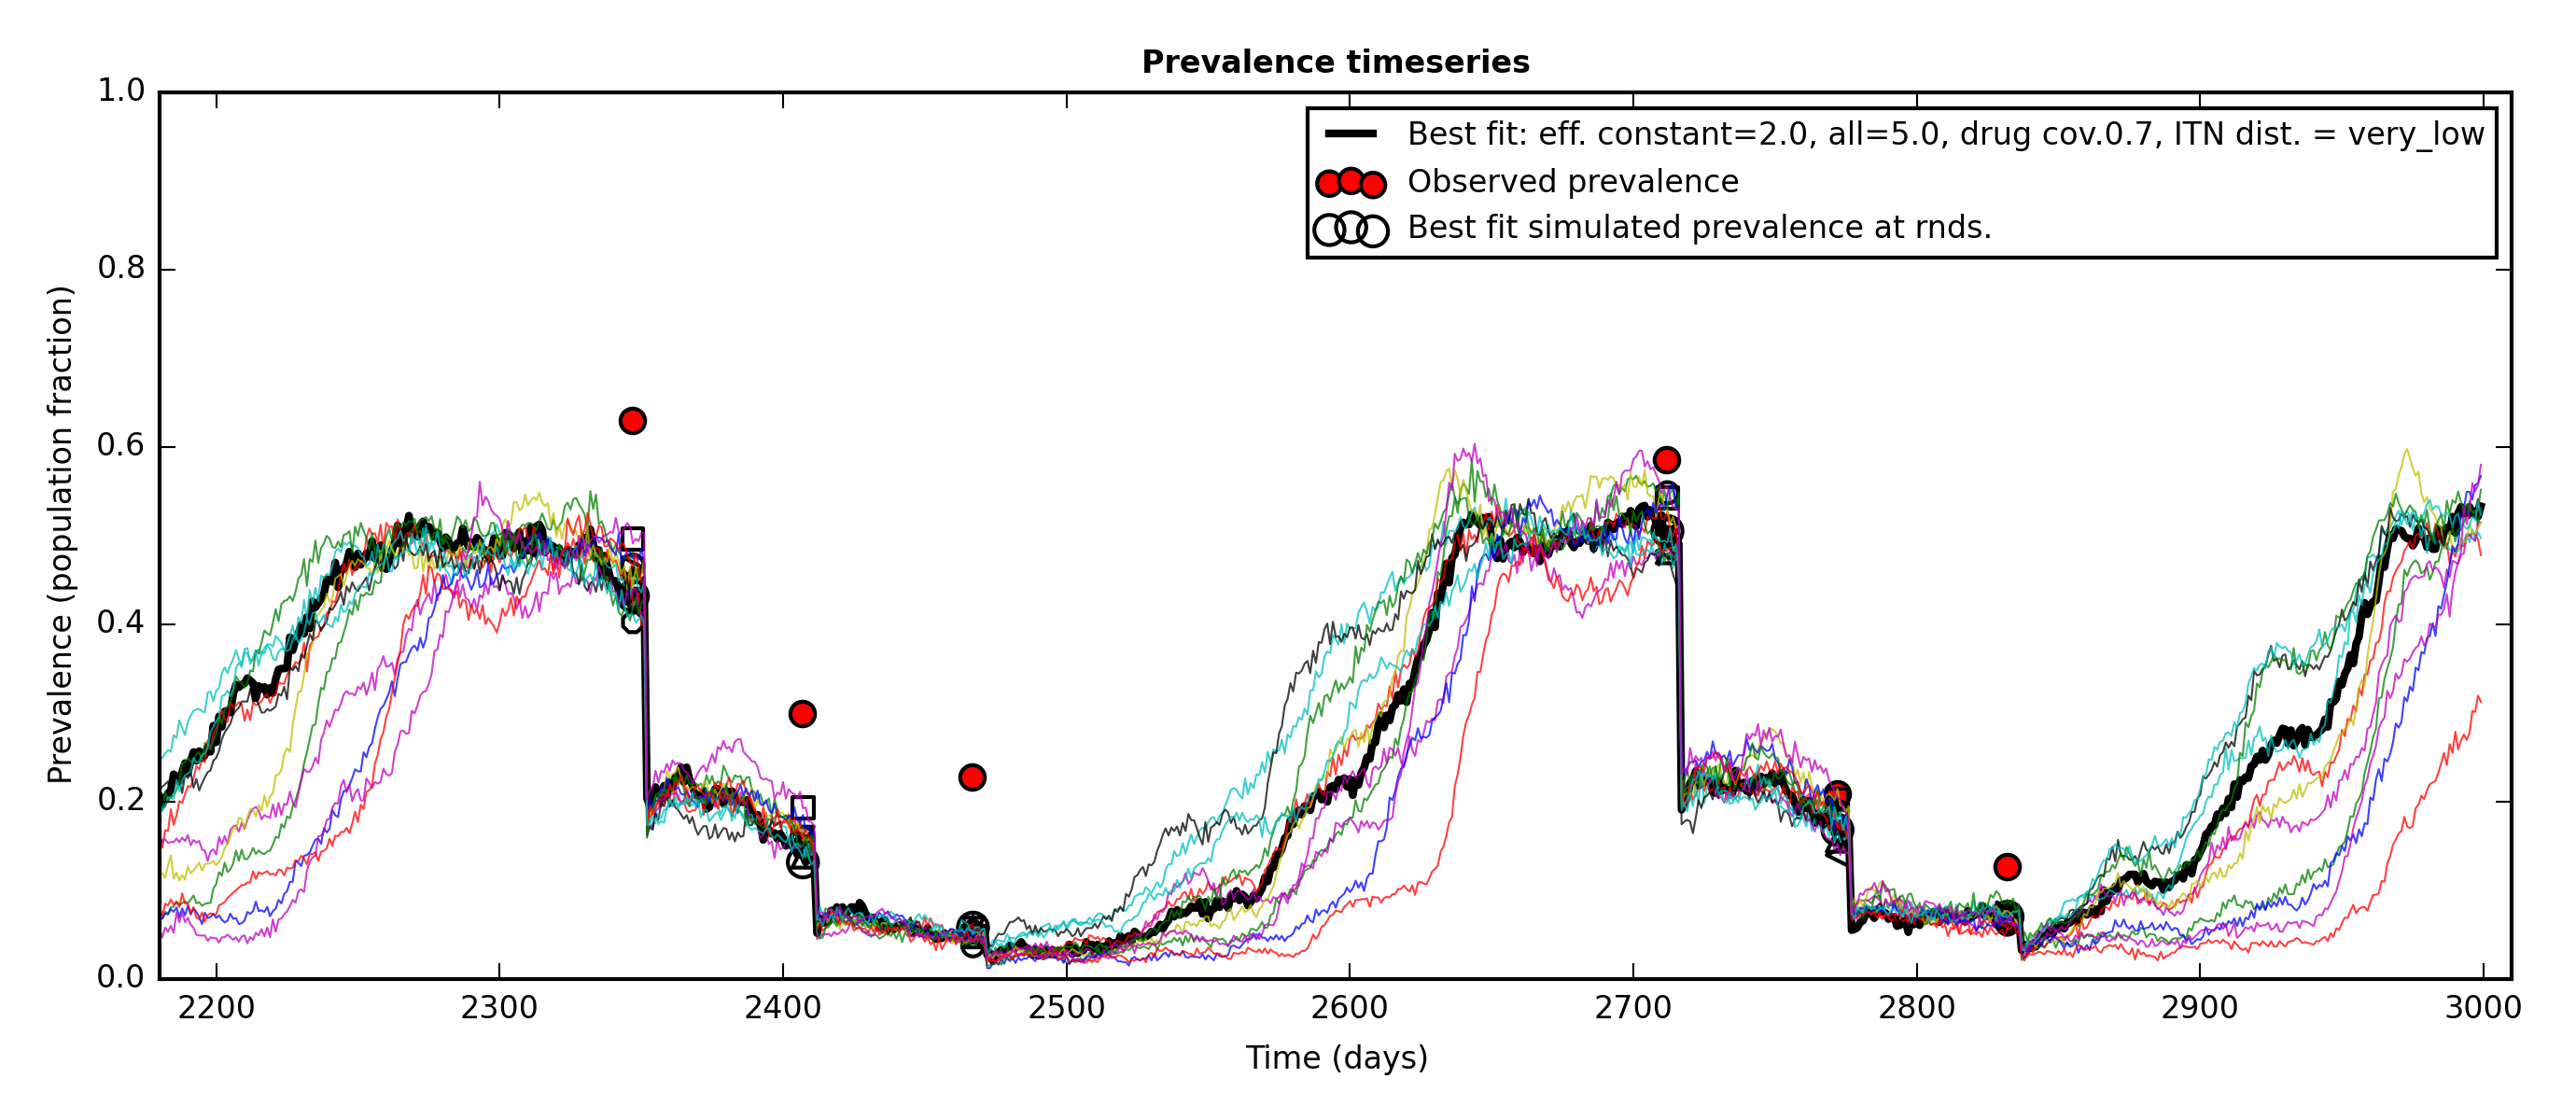 Prevalence timeseries
Best fit: eff. constant=2.0, all=5.0, drug cov.0.7, ITN dist. = very_low
Observed prevalence
Best fit simulated prevalence at rnds.
Prevalence (population fraction)
1.0
0.8
0.6
0.4
0.2
0.0
2200 2300 2400 2500 2600 2700 2800 2900 3000
Time (days)